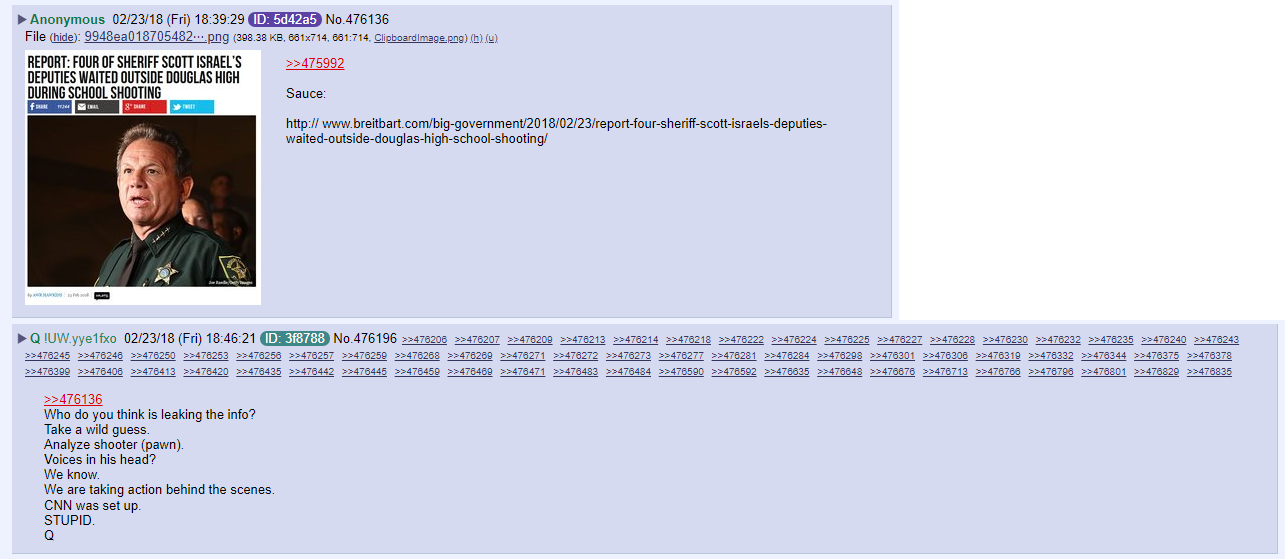 ▶ Anonymous 02/23/18 (Fri) 18:39:29 ID: 5d42a5 No.476136
File (hide): 9948ea018705482⋯.png (398.38 KB, 661x714, 661:714, ClipboardImage.png) (h) (u)
REPORT: FOUR OF SHERIFF SCOTT ISRAEL'S
DEPUTIES WAITED OUTSIDE DOUGLAS HIGH
DURING SCHOOL SHOOTING
SHARE EMAIL SHARE TWEET
>>475992
Sauce:
http:// www.breitbart.com/big-government/2018/02/23/report-four-sheriff-scott-israels-deputies-
waited-outside-douglas-high-school-shooting/
Joe Raedle/Getty Images
by AWR HAWKINS 23 Feb 2018
▶ Q !UW.yye1fxo 02/23/18 (Fri) 18:46:21 ID: 3f8788 No.476196 >>476206 >>476207 >>476209 >>476213 >>476214 >>476218 >>476222 >>476224 >>476225 >>476227 >>476228 >>476230 >>476232 >>476235 >>476240 >>476243
>>476245 >>476246 >>476250 >>476253 >>476256 >>476257 >>476259 >>476268 >>476269 >>476271 >>476272 >>476273 >>476277 >>476281 >>476284 >>476298 >>476301 >>476306 >>476319 >>476332 >>476344 >>476375 >>476378
>>476399 >>476406 >>476413 >>476420 >>476435 >>476442 >>476445 >>476459 >>476469 >>476471 >>476483 >>476484 >>476590 >>476592 >>476635 >>476648 >>476676 >>476713 >>476766 >>476796 >>476801 >>476829 >>476835
>>476136
Who do you think is leaking the info?
Take a wild guess.
Analyze shooter (pawn).
Voices in his head?
We know.
We are taking action behind the scenes.
CNN was set up.
STUPID.
Q